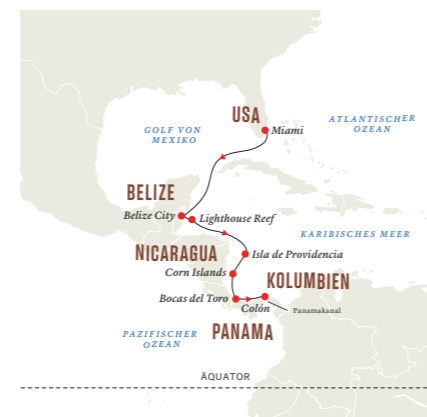 USA
Miami
ATLANTISCHER
OZEAN
GOLF VON
MEXIKO
BELIZE
Belize City
Lighthouse Reef
KARIBISCHES MEER
NICARAGUA
Isla de Providencia
Corn Islands
KOLUMBIEN
Bocas del Toro
Colón
Panamakanal
PANAMA
PAZIFISCHER
OZEAN
ÄQUATOR